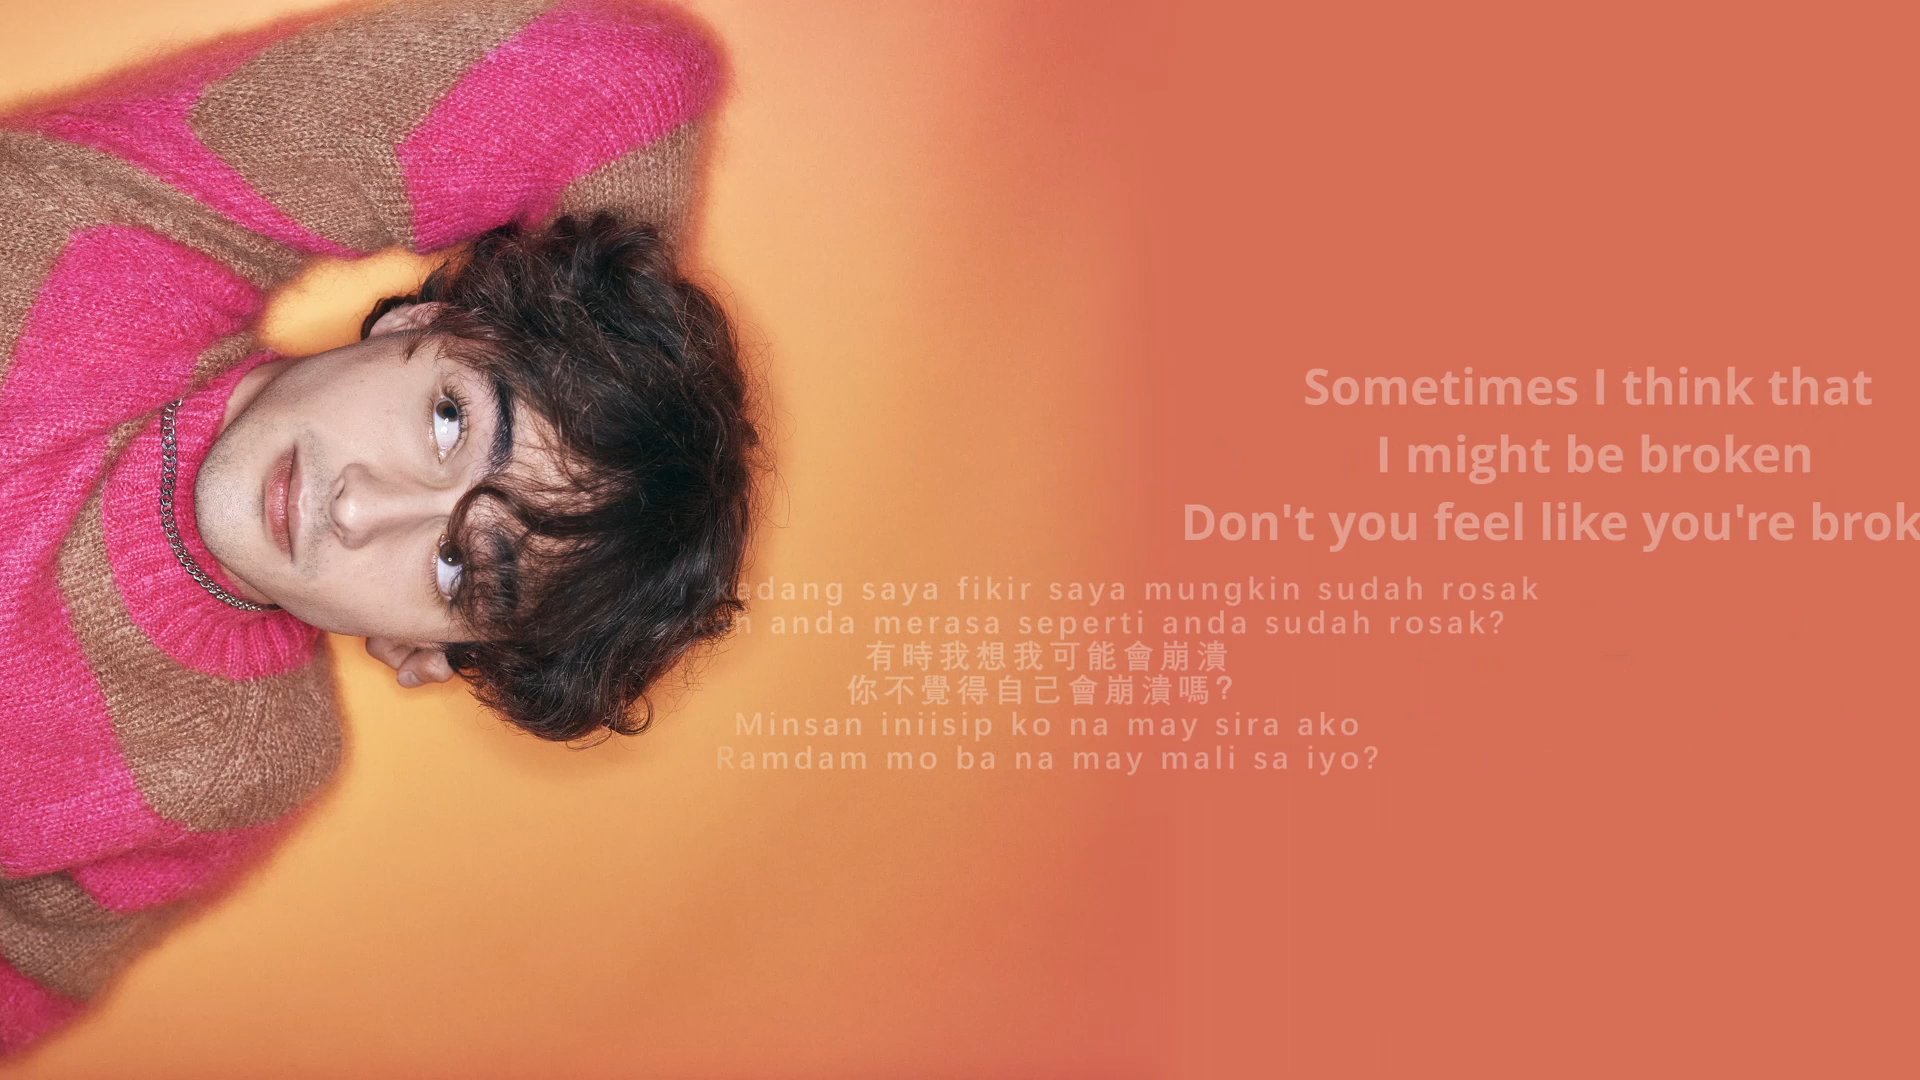 Sometimes I think that
I might be broken
Don't you feel like you're brok
kedang saya fikir saya mungkin sudah rosak
anda merasa seperti anda sudah rosak?
有時我想我可能會崩潰
你不覺得自己會崩潰嗎?
Minsan iniisip ko na may sira ako
Ramdam mo ba na may mali sa iyo?